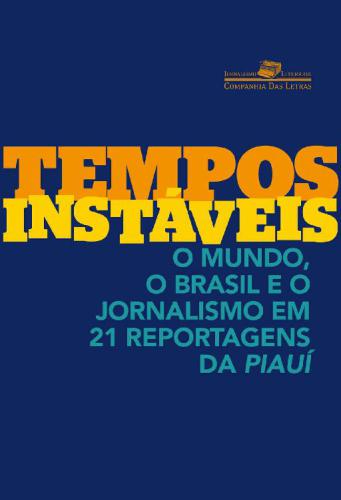 JORNALISMO LITERÁRIO
COMPANHIA DAS LETRAS
TEMPOS
INSTÁVEIS
O MUNDO,
O BRASIL E O
JORNALISMO EM
21 REPORTAGENS
DA PIAUÍ